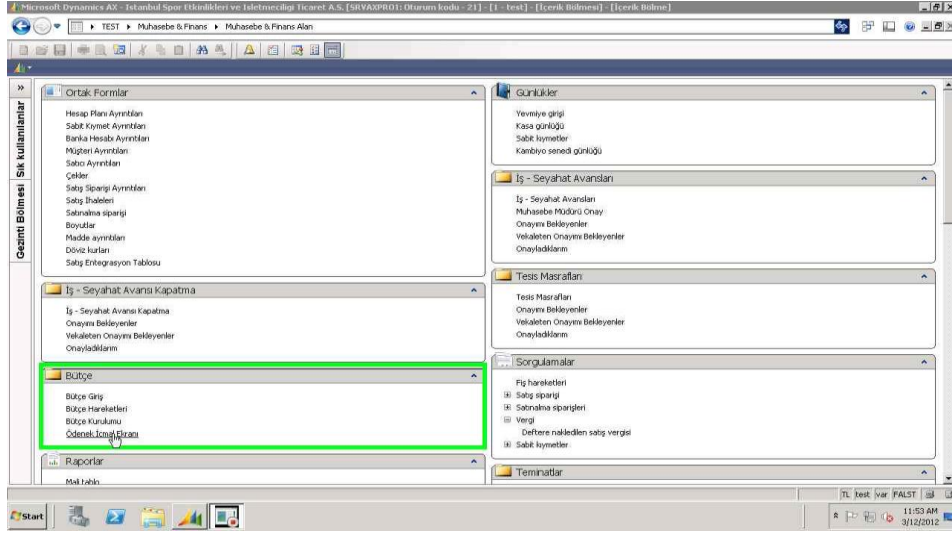 Microsoft Dynamics AX - Istanbul Spor Etkinlikleri ve Isletmeciligi Ticaret A.S. [SRVAXPRO1: Oturum kodu - 21] - [1 - test] - [İçerik Bölmesi] - [İçerik Bölme]
TEST ▸ Muhasebe & Finans ▸ Muhasebe & Finans Alan
Sık kullanılanlar
Gezinti Bölmesi
Ortak Formlar
Hesap Planı Ayrıntıları
Sabit Kıymet Ayrıntıları
Banka Hesabı Ayrıntıları
Müşteri Ayrıntıları
Satıcı Ayrıntıları
Çekler
Satış Siparişi Ayrıntıları
Satış İhaleleri
Satınalma siparişi
Boyutlar
Madde ayrıntıları
Döviz kurları
Satış Entegrasyon Tablosu
İş - Seyahat Avansı Kapatma
İş - Seyahat Avansı Kapatma
Onayımı Bekleyenler
Vekaleten Onayımı Bekleyenler
Onayladıklarım
Bütçe
Bütçe Giriş
Bütçe Hareketleri
Bütçe Kurulumu
Ödenek İcmal Ekranı
Raporlar
Mali tablo
Günlükler
Yevmiye girişi
Kasa günlüğü
Sabit kıymetler
Kambiyo senedi günlüğü
İş - Seyahat Avansları
İş - Seyahat Avansları
Muhasebe Müdürü Onay
Onayımı Bekleyenler
Vekaleten Onayımı Bekleyenler
Onayladıklarım
Tesis Masrafları
Tesis Masrafları
Onayımı Bekleyenler
Vekaleten Onayımı Bekleyenler
Onayladıklarım
Sorgulamalar
Fiş hareketleri
Satış siparişi
Satınalma siparişleri
Vergi
Deftere nakledilen satış vergisi
Sabit kıymetler
Teminatlar
TL test var FALST
Start
11:53 AM
3/12/2012